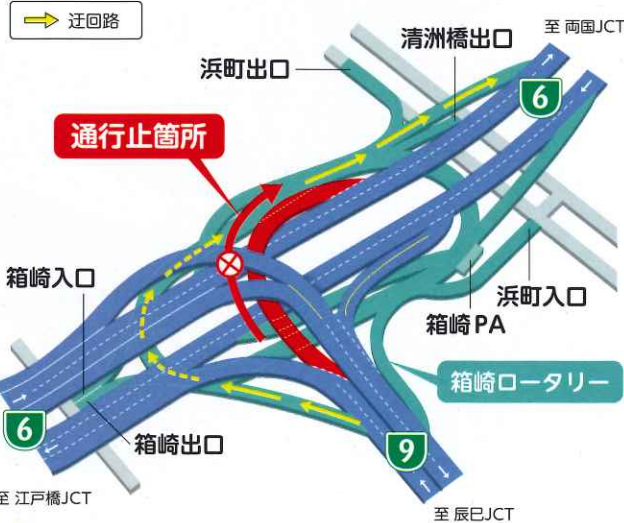 迂回路
清洲橋出口
至 両国JCT
浜町出口
6
通行止箇所
箱崎入口
浜町入口
箱崎PA
箱崎ロータリー
6
箱崎出口
9
至 江戸橋JCT
至 辰巳JCT